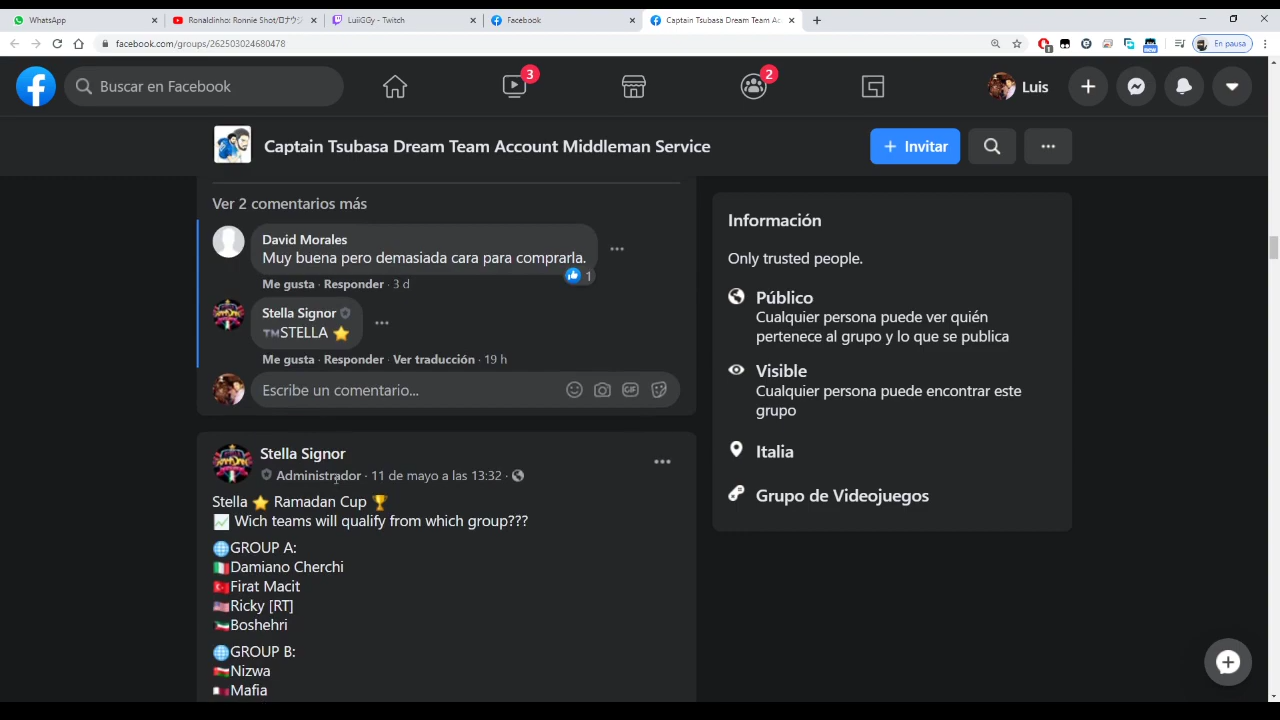 WhatsApp
Ronaldinho: Ronnie Shot/ロナウジ
LuiiGGy - Twitch
Facebook
Captain Tsubasa Dream Team Ac
facebook.com/groups/262503024680478
1
new
En pausa
Buscar en Facebook
3
2
Luis
Captain Tsubasa Dream Team Account Middleman Service
Invitar
Ver 2 comentarios más
David Morales
Muy buena pero demasiada cara para comprarla.
1
Me gusta · Responder · 3 d
Stella Signor
™STELLA ⭐
Me gusta · Responder · Ver traducción · 19 h
Escribe un comentario...
GIF
Stella Signor
Administrador · 11 de mayo a las 13:32 ·
Stella ⭐ Ramadan Cup 🏆
📈 Wich teams will qualify from which group???
🌐GROUP A:
🇮🇹Damiano Cherchi
🇹🇷Firat Macit
🇺🇸Ricky [RT]
🇰🇼Boshehri
🌐GROUP B:
🇴🇲Nizwa
🇶🇦Mafia
Información
Only trusted people.
Público
Cualquier persona puede ver quién
pertenece al grupo y lo que se publica
Visible
Cualquier persona puede encontrar este
grupo
Italia
Grupo de Videojuegos